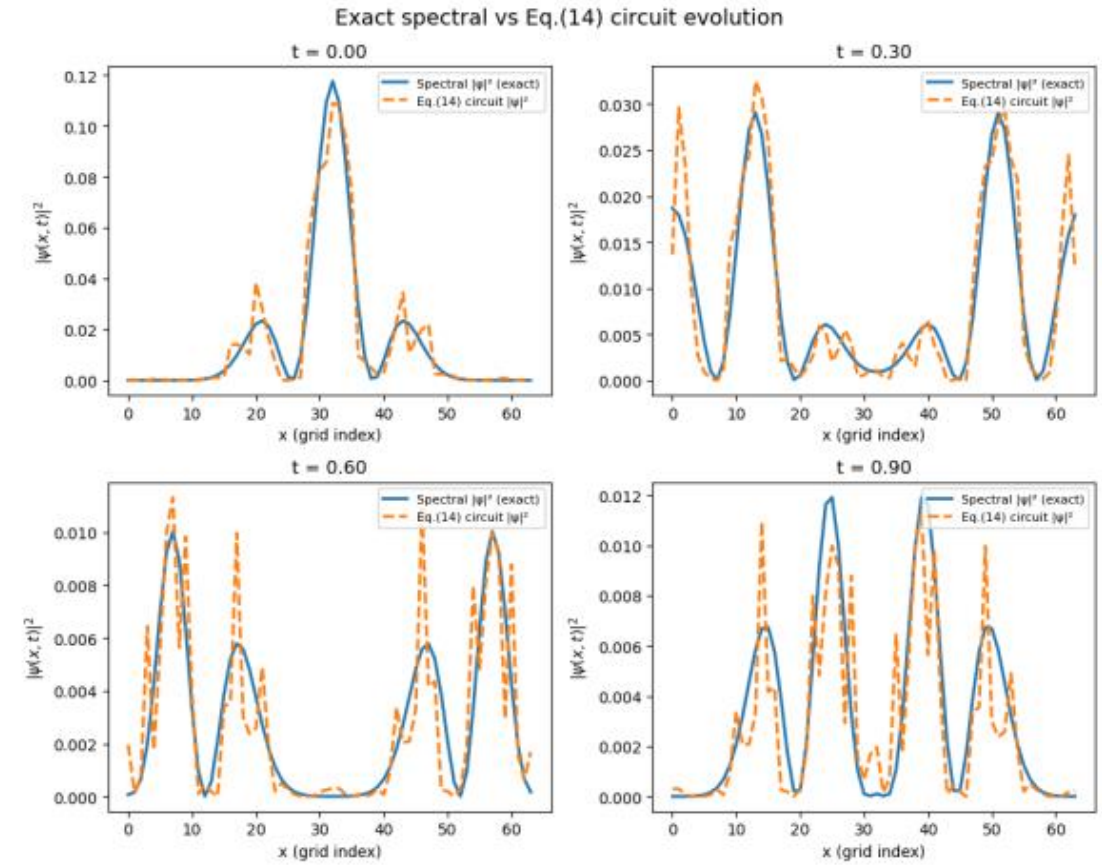 Exact spectral vs Eq.(14) circuit evolution
t = 0.00
t = 0.30
Spectral |ψ|² (exact)
Eq.(14) circuit |ψ|²
Spectral |ψ|² (exact)
Eq.(14) circuit |ψ|²
|ψ(x, t)|²
0.12
0.10
0.08
0.06
0.04
0.02
0.00
0 10 20 30 40 50 60
x (grid index)
|ψ(x, t)|²
0.030
0.025
0.020
0.015
0.010
0.005
0.000
0 10 20 30 40 50 60
x (grid index)
t = 0.60
t = 0.90
Spectral |ψ|² (exact)
Eq.(14) circuit |ψ|²
Spectral |ψ|² (exact)
Eq.(14) circuit |ψ|²
|ψ(x, t)|²
0.010
0.008
0.006
0.004
0.002
0.000
0 10 20 30 40 50 60
x (grid index)
|ψ(x, t)|²
0.012
0.010
0.008
0.006
0.004
0.002
0.000
0 10 20 30 40 50 60
x (grid index)